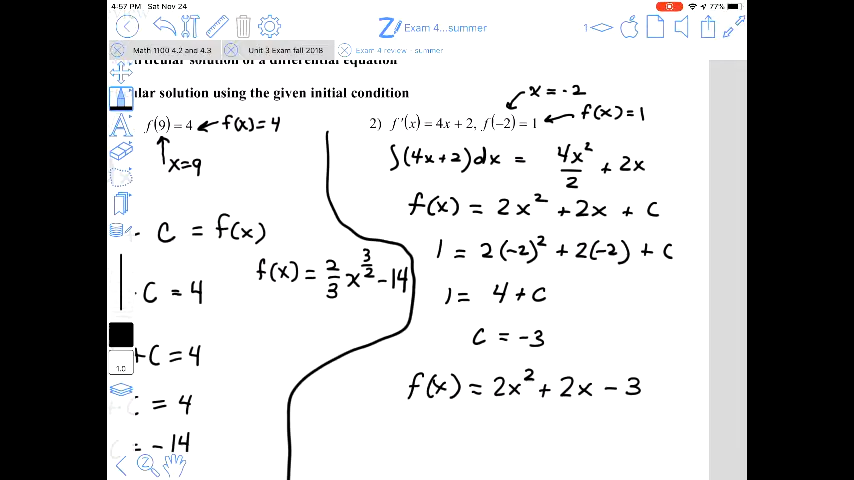 4:57 PM Sat Nov 24
77%
Exam 4...summer
1
Math 1100 4.2 and 4.3
Unit 3 Exam fall 2018
Exam 4 review - summer
rticular solution of a differential equation
ular solution using the given initial condition
f(9) = 4 ← f(x) = 4
x=9
- C = f(x)
f(x) = 2/3 x^(3/2) - 14
C = 4
+C = 4
C = 4
= -14
1.0
x = -2
f(x) = 1
2) f'(x) = 4x + 2, f(-2) = 1
∫(4x+2)dx = 4x²/2 + 2x
f(x) = 2x² + 2x + C
1 = 2(-2)² + 2(-2) + C
1 = 4 + C
C = -3
f(x) = 2x² + 2x - 3